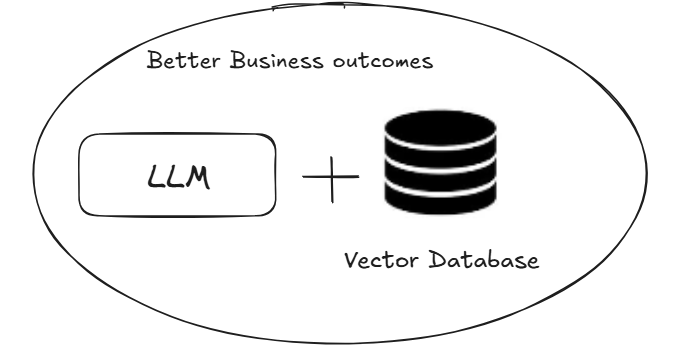 Better Business outcomes
LLM
Vector Database